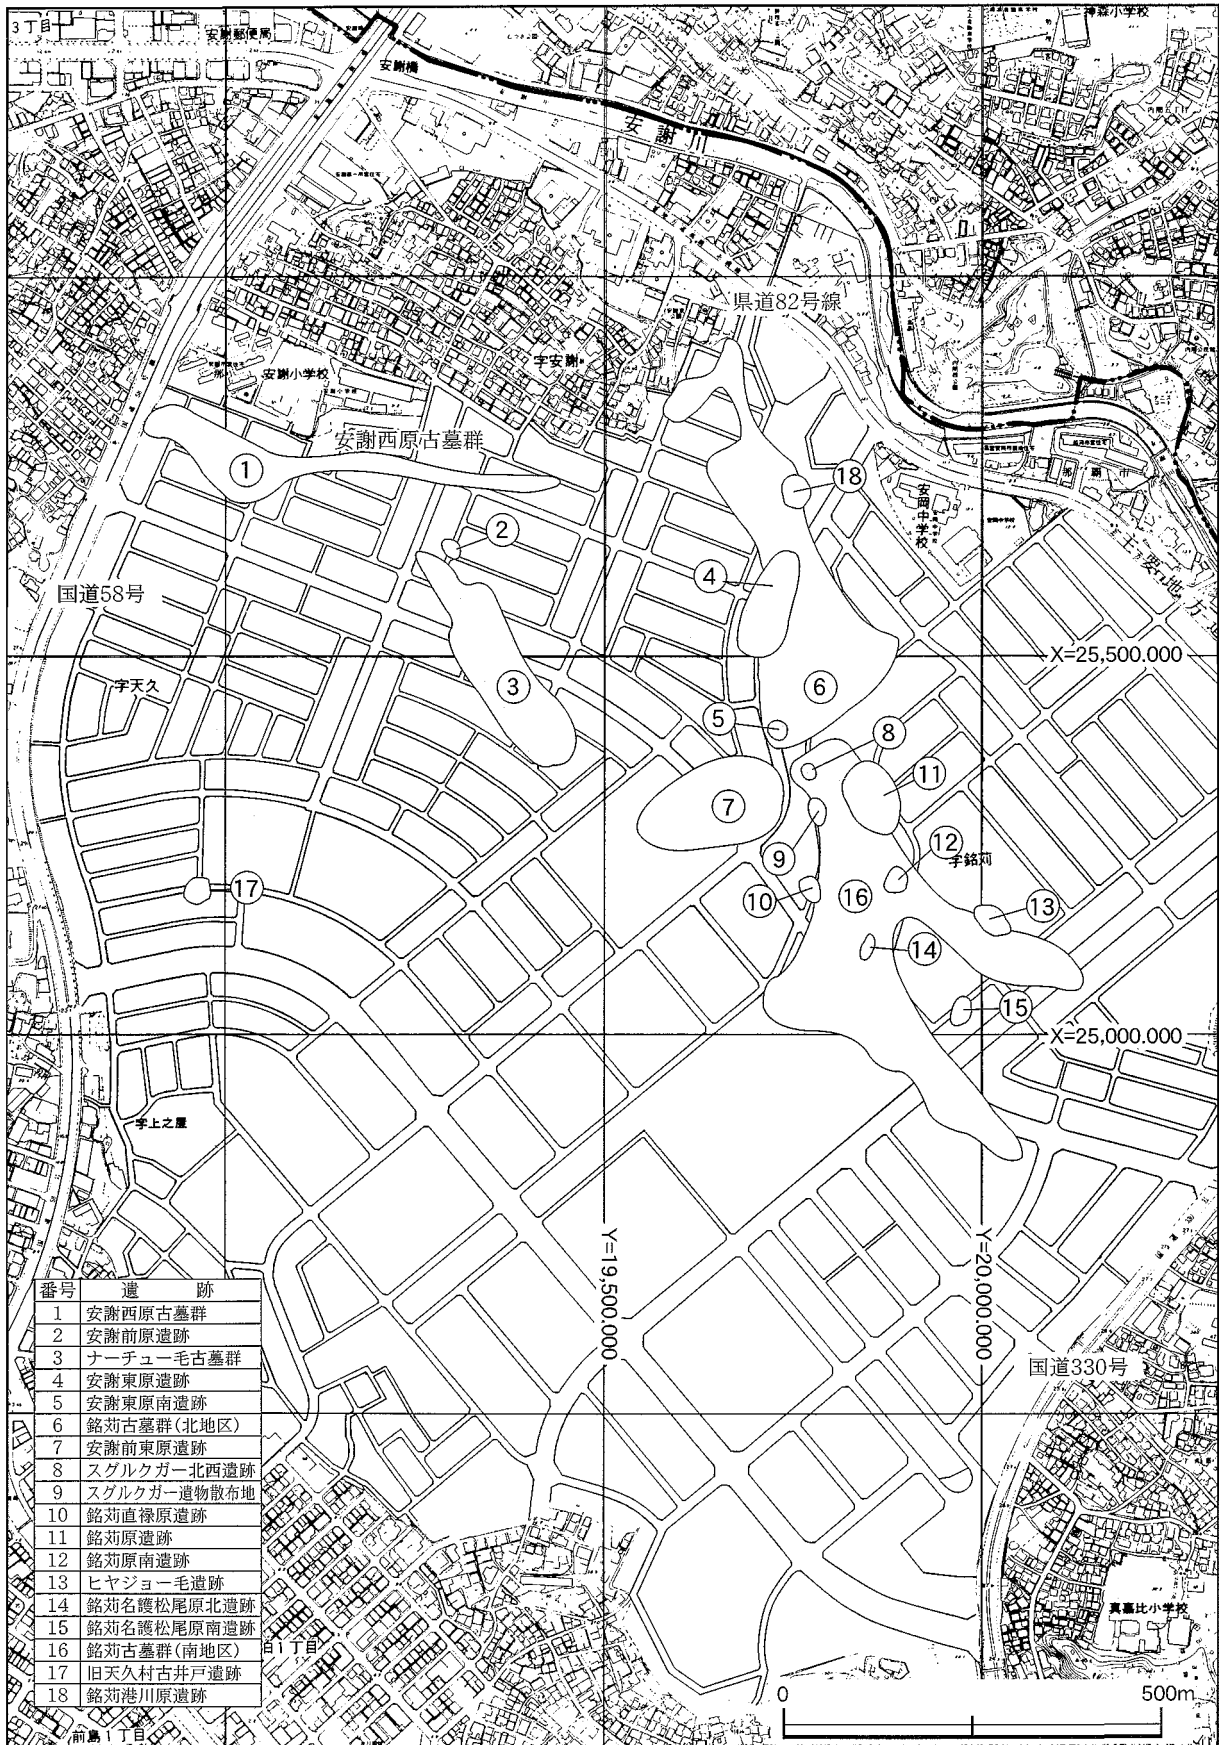 3丁目
安謝郵便局
安謝橋
神森小学校
安謝川
県道82号線
安謝小学校
字安謝
安謝西原古墓群
①
②
③
④
⑤
⑥
⑦
⑧
⑨
⑩
⑪
⑫
⑬
⑭
⑮
⑯
⑰
⑱
安岡中学校
那覇市
主要地方
国道58号
字天久
字銘苅
字上之屋
X=25,500.000
X=25,000.000
Y=19,500.000
Y=20,000.000
国道330号
真嘉比小学校
番号 遺跡
1 安謝西原古墓群
2 安謝前原遺跡
3 ナーチュー毛古墓群
4 安謝東原遺跡
5 安謝東原南遺跡
6 銘苅古墓群(北地区)
7 安謝前東原遺跡
8 スグルクガー北西遺跡
9 スグルクガー遺物散布地
10 銘苅直禄原遺跡
11 銘苅原遺跡
12 銘苅原南遺跡
13 ヒヤジョー毛遺跡
14 銘苅名護松尾原北遺跡
15 銘苅名護松尾原南遺跡
16 銘苅古墓群(南地区)
17 旧天久村古井戸遺跡
18 銘苅港川原遺跡
泊1丁目
前島1丁目
0 500m